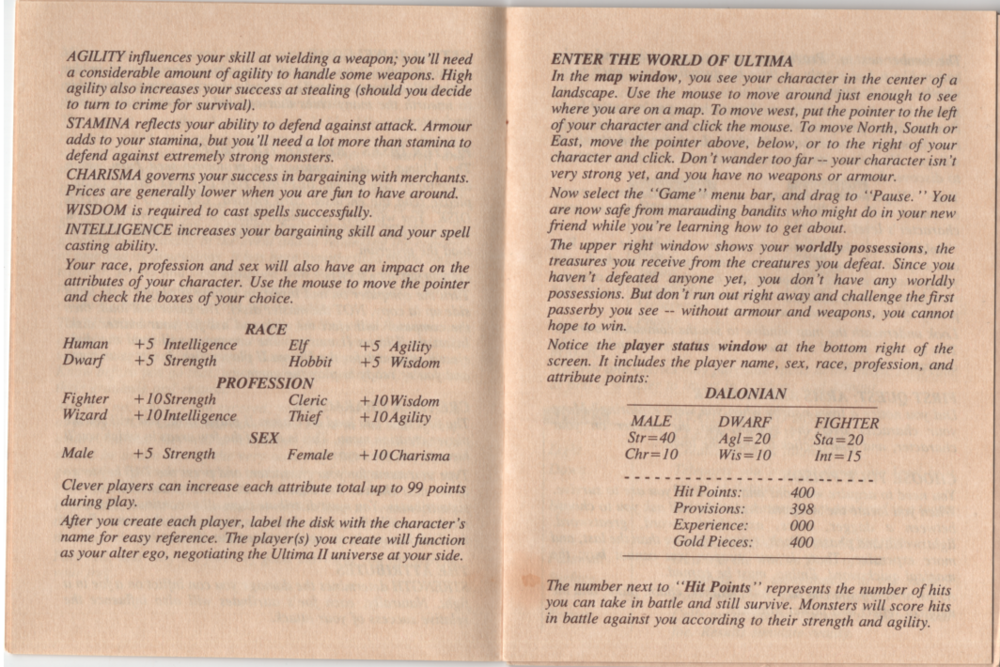 AGILITY influences your skill at wielding a weapon; you'll need
a considerable amount of agility to handle some weapons. High
agility also increases your success at stealing (should you decide
to turn to crime for survival).
STAMINA reflects your ability to defend against attack. Armour
adds to your stamina, but you'll need a lot more than stamina to
defend against extremely strong monsters.
CHARISMA governs your success in bargaining with merchants.
Prices are generally lower when you are fun to have around.
WISDOM is required to cast spells successfully.
INTELLIGENCE increases your bargaining skill and your spell
casting ability.
Your race, profession and sex will also have an impact on the
attributes of your character. Use the mouse to move the pointer
and check the boxes of your choice.
RACE
Human +5 Intelligence Elf +5 Agility
Dwarf +5 Strength Hobbit +5 Wisdom
PROFESSION
Fighter +10Strength Cleric +10Wisdom
Wizard +10Intelligence Thief +10Agility
SEX
Male +5 Strength Female +10Charisma
Clever players can increase each attribute total up to 99 points
during play.
After you create each player, label the disk with the character's
name for easy reference. The player(s) you create will function
as your alter ego, negotiating the Ultima II universe at your side.
ENTER THE WORLD OF ULTIMA
In the map window, you see your character in the center of a
landscape. Use the mouse to move around just enough to see
where you are on a map. To move west, put the pointer to the left
of your character and click the mouse. To move North, South or
East, move the pointer above, below, or to the right of your
character and click. Don't wander too far -- your character isn't
very strong yet, and you have no weapons or armour.
Now select the "Game" menu bar, and drag to "Pause." You
are now safe from marauding bandits who might do in your new
friend while you're learning how to get about.
The upper right window shows your worldly possessions, the
treasures you receive from the creatures you defeat. Since you
haven't defeated anyone yet, you don't have any worldly
possessions. But don't run out right away and challenge the first
passerby you see -- without armour and weapons, you cannot
hope to win.
Notice the player status window at the bottom right of the
screen. It includes the player name, sex, race, profession, and
attribute points:
DALONIAN
MALE DWARF FIGHTER
Str=40 Agl=20 Sta=20
Chr=10 Wis=10 Int=15
Hit Points: 400
Provisions: 398
Experience: 000
Gold Pieces: 400
The number next to "Hit Points" represents the number of hits
you can take in battle and still survive. Monsters will score hits
in battle against you according to their strength and agility.